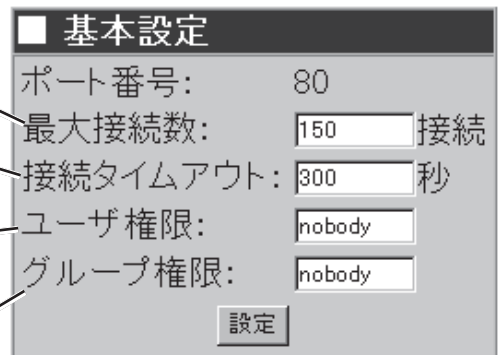 ■ 基本設定
ポート番号: 80
最大接続数: 150 接続
接続タイムアウト: 300 秒
ユーザ権限: nobody
グループ権限: nobody
設定